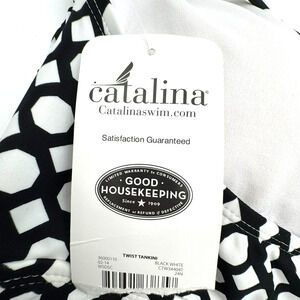 catalina®
Catalinaswim.com
Satisfaction Guaranteed
LIMITED WARRANTY TO CONSUMERS
GOOD
HOUSEKEEPING
Since ★ 1909
REPLACEMENT or REFUND if DEFECTIVE
TWIST TANKINI
BLACK WHITE